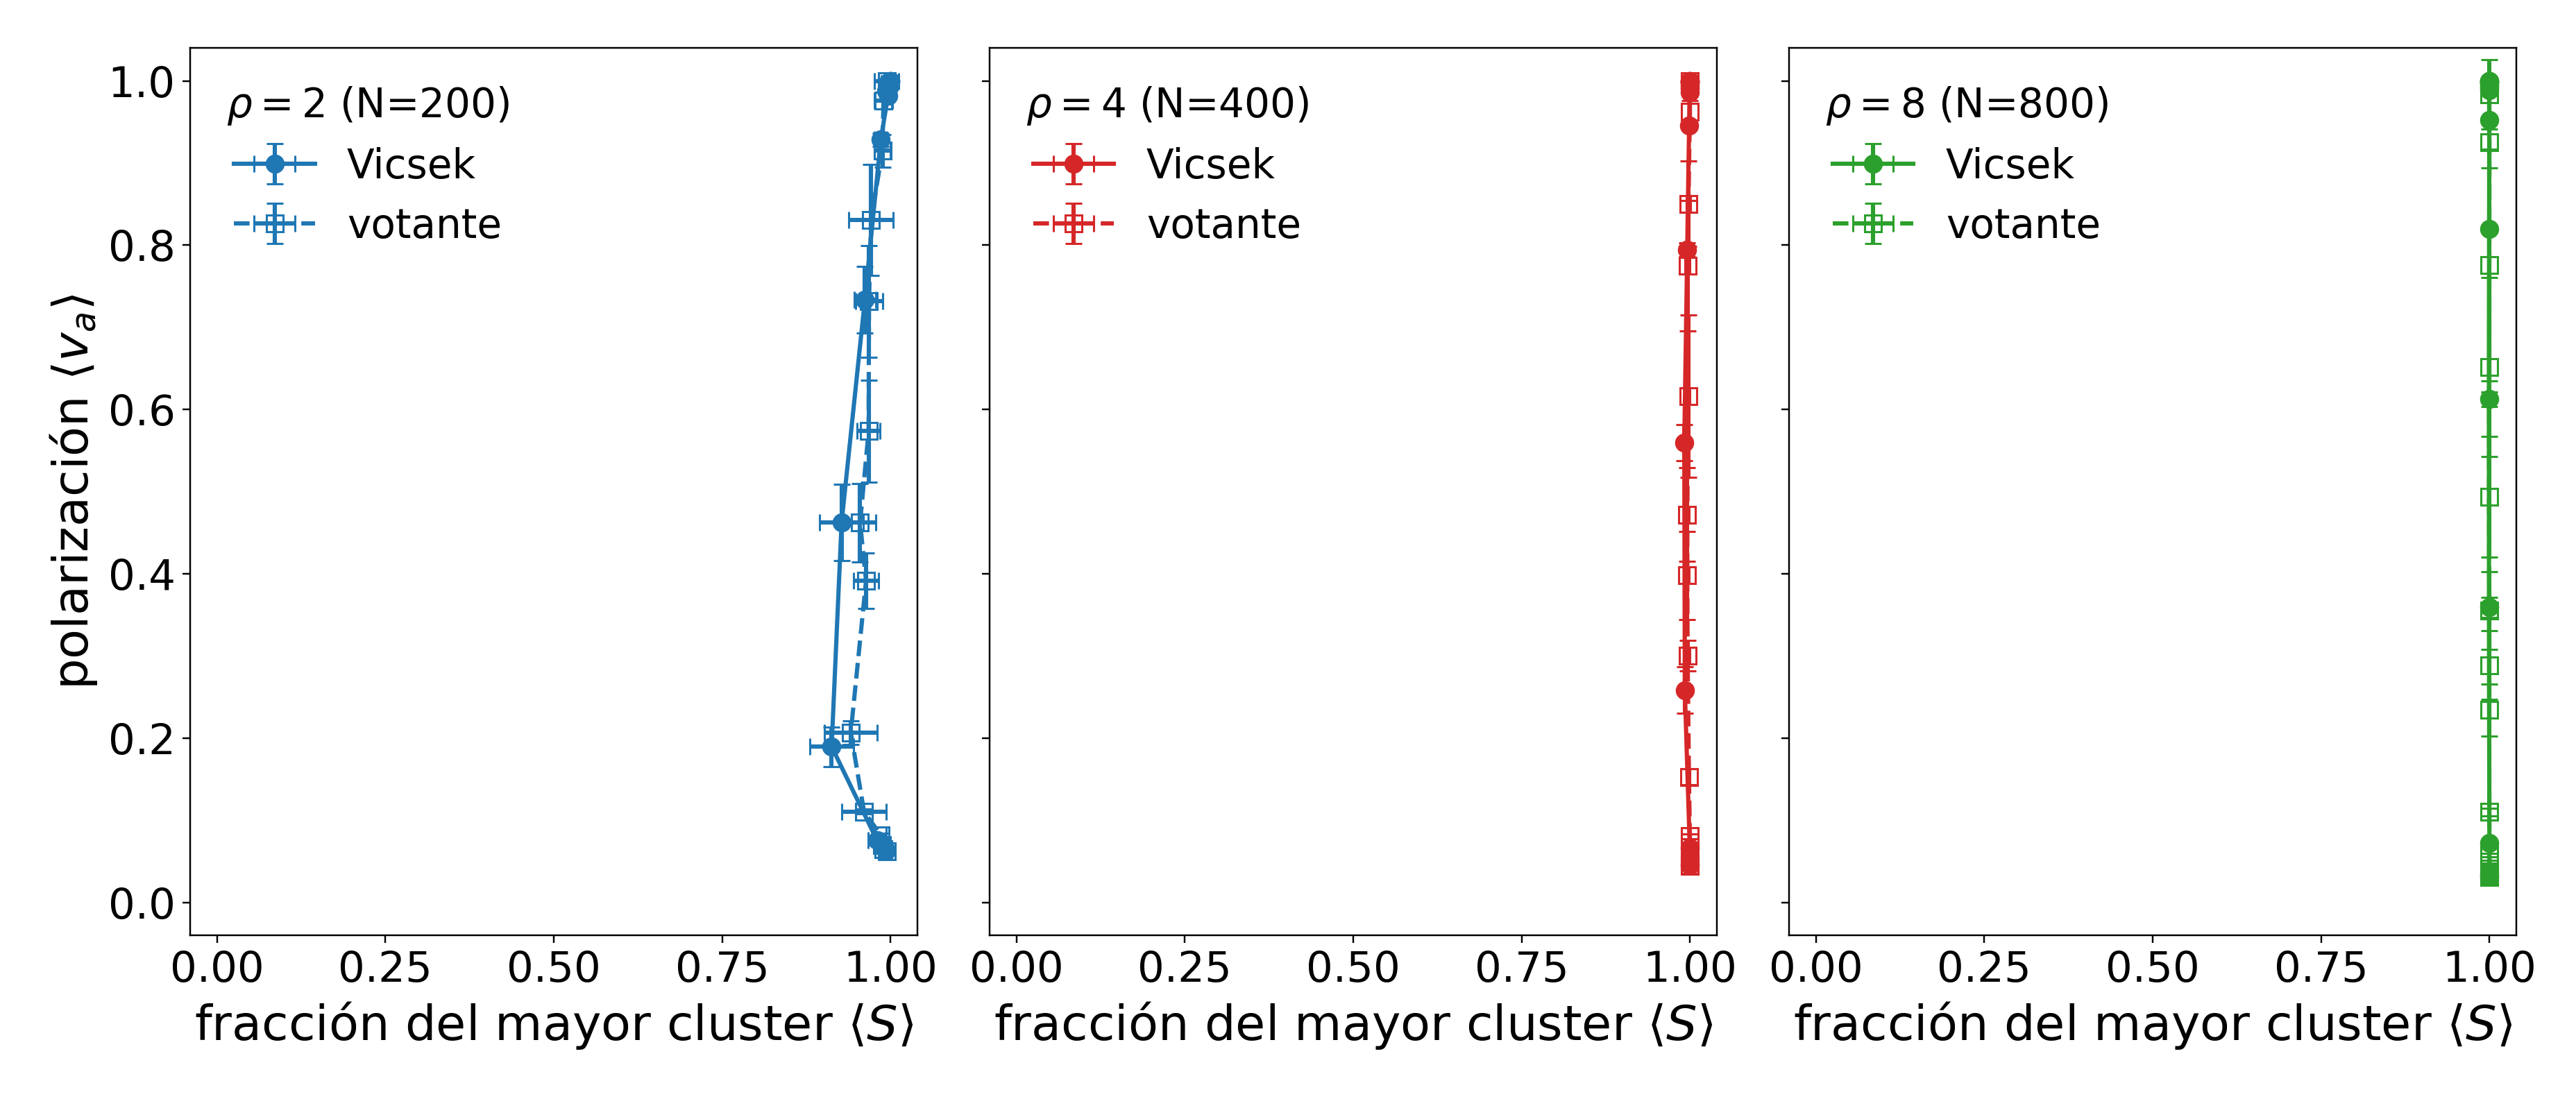 polarización ⟨v_a⟩
1.0
0.8
0.6
0.4
0.2
0.0
ρ = 2 (N=200)
Vicsek
votante
0.00 0.25 0.50 0.75 1.00
fracción del mayor cluster ⟨S⟩
ρ = 4 (N=400)
Vicsek
votante
0.00 0.25 0.50 0.75 1.00
fracción del mayor cluster ⟨S⟩
ρ = 8 (N=800)
Vicsek
votante
0.00 0.25 0.50 0.75 1.00
fracción del mayor cluster ⟨S⟩